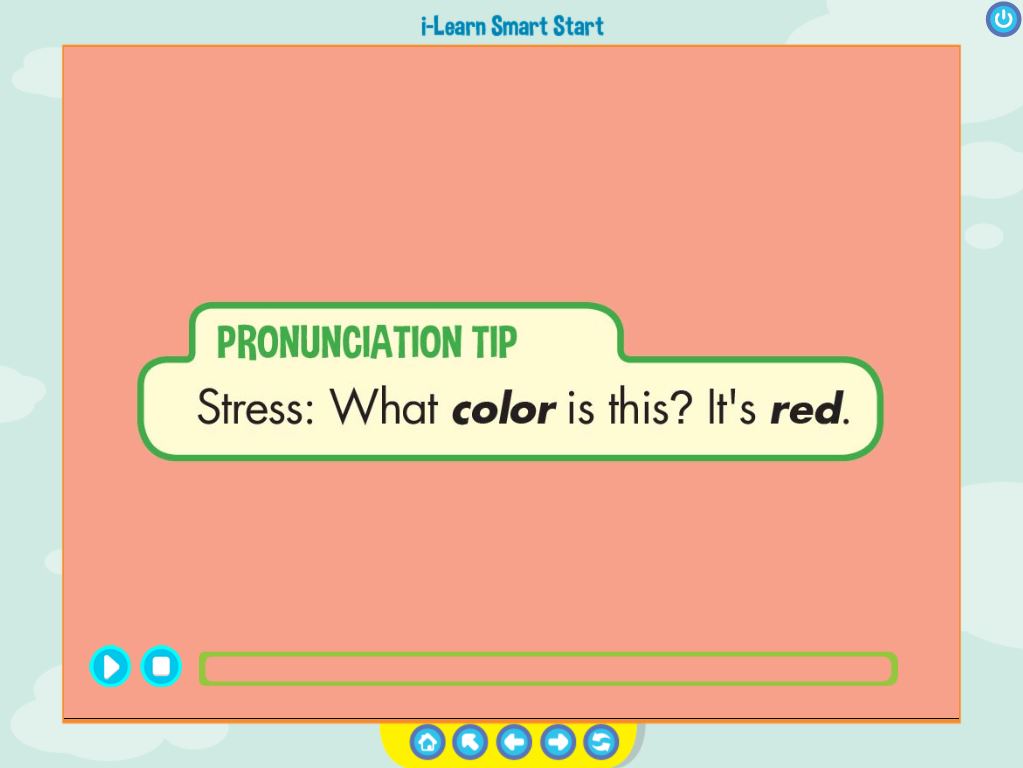 i-Learn Smart Start
PRONUNCIATION TIP
Stress: What color is this? It's red.